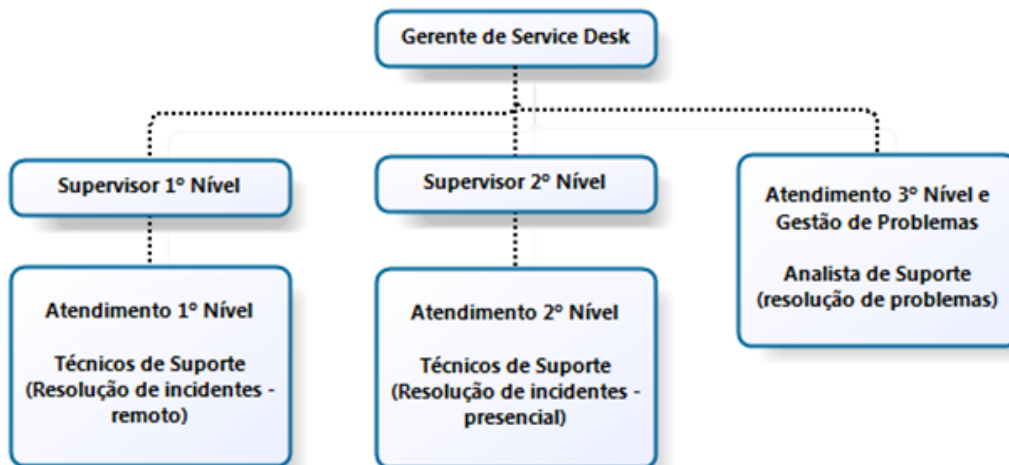 Gerente de Service Desk
Supervisor 1° Nível
Supervisor 2° Nível
Atendimento 3° Nível e
Gestão de Problemas
Analista de Suporte
(resolução de problemas)
Atendimento 1° Nível
Técnicos de Suporte
(Resolução de incidentes -
remoto)
Atendimento 2° Nível
Técnicos de Suporte
(Resolução de incidentes -
presencial)